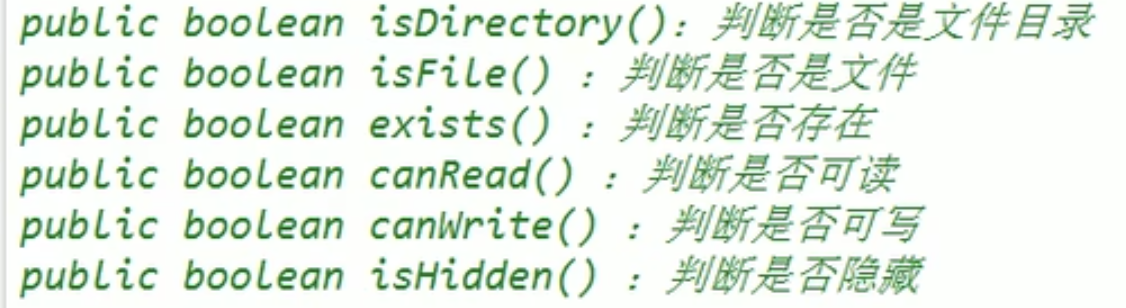 public boolean isDirectory()：判断是否是文件目录
public boolean isFile() ：判断是否是文件
public boolean exists() ：判断是否存在
public boolean canRead() ：判断是否可读
public boolean canWrite() ：判断是否可写
public boolean isHidden() ：判断是否隐藏